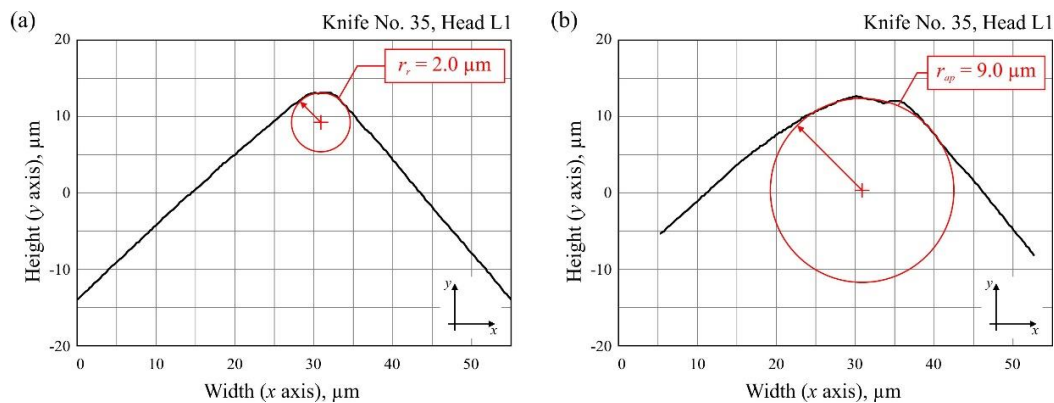 (a)
Knife No. 35, Head L1
rr = 2.0 µm
20
10
0
-10
-20
Height (y axis), µm
0 10 20 30 40 50
Width (x axis), µm
y
x
(b)
Knife No. 35, Head L1
rap = 9.0 µm
20
10
0
-10
-20
Height (y axis), µm
0 10 20 30 40 50
Width (x axis), µm
y
x